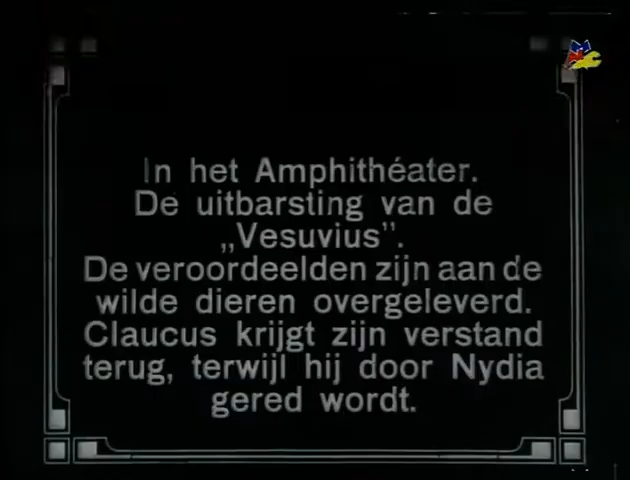 In het Amphithéater.
De uitbarsting van de
„Vesuvius”.
De veroordeelden zijn aan de
wilde dieren overgeleverd.
Claucus krijgt zijn verstand
terug, terwijl hij door Nydia
gered wordt.